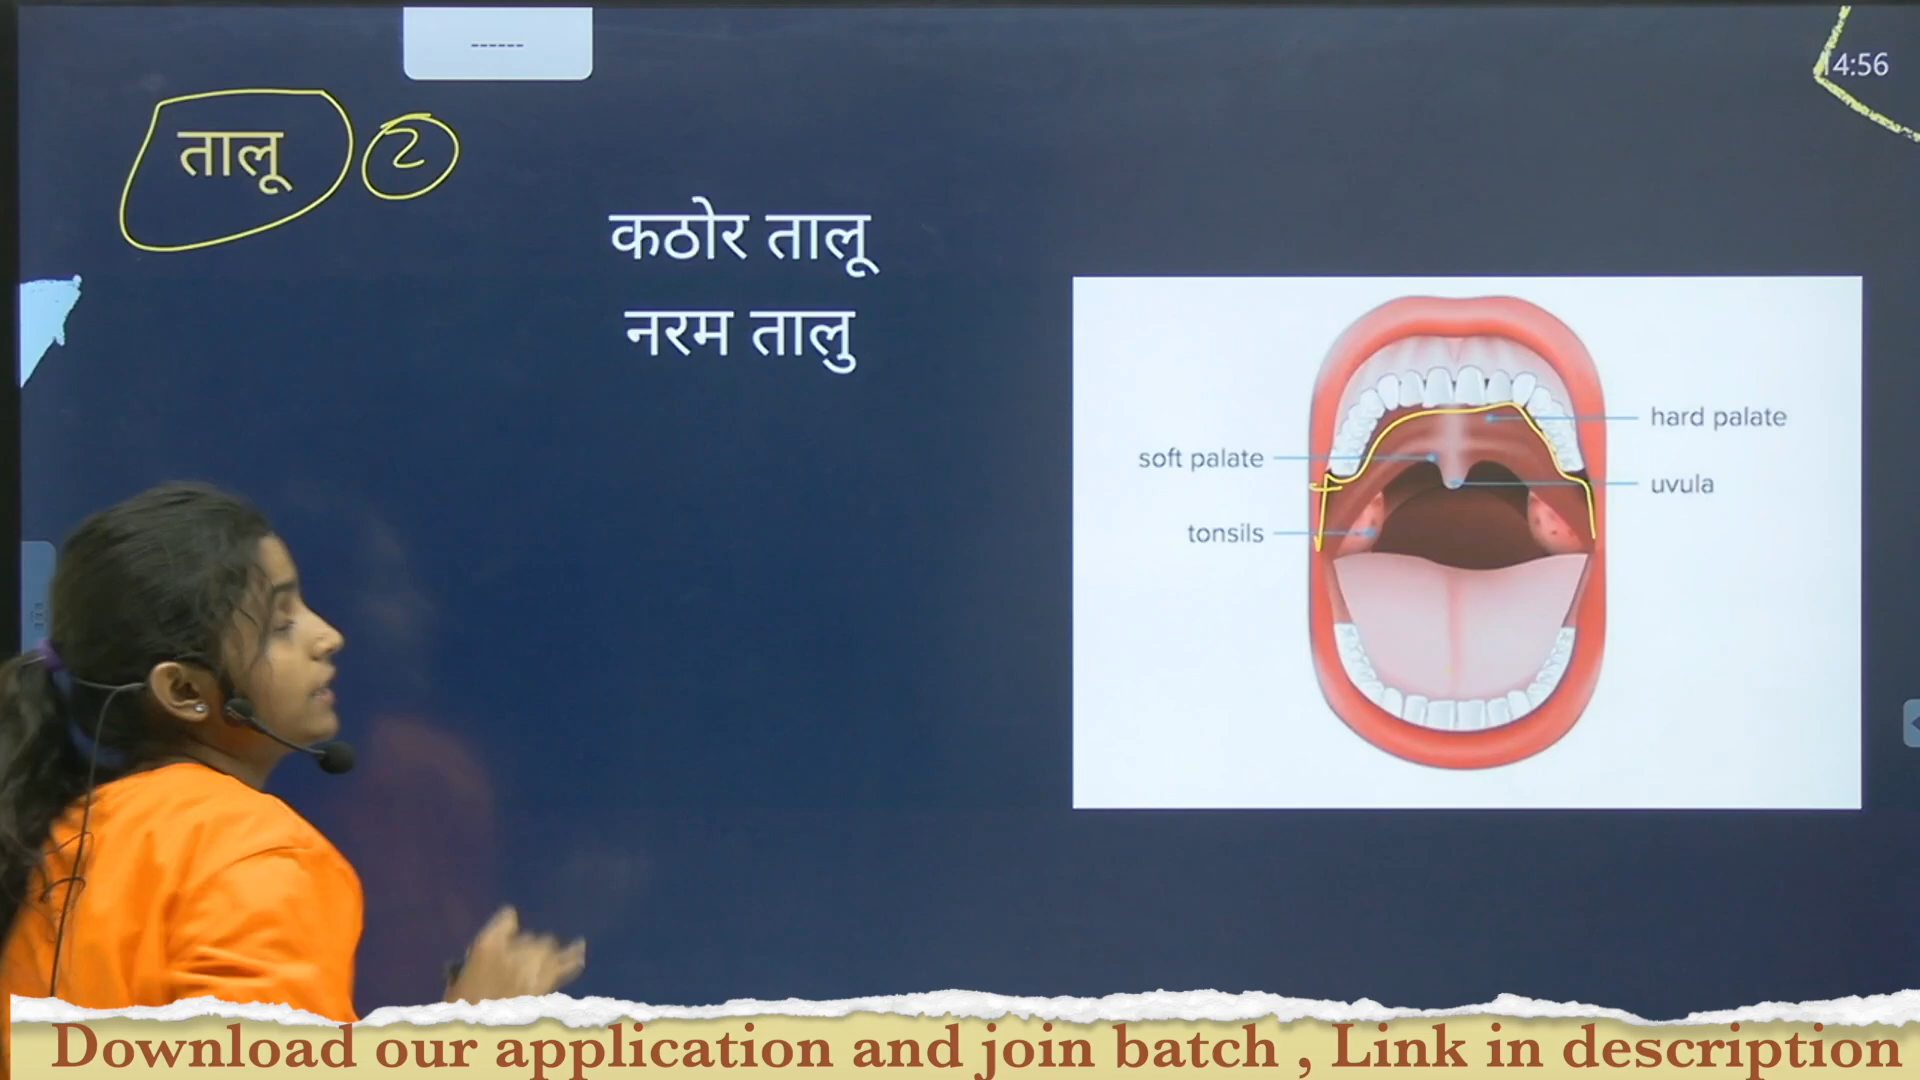 ------
14:56
तालू 2
कठोर तालू
नरम तालु
hard palate
soft palate
uvula
tonsils
Download our application and join batch , Link in description